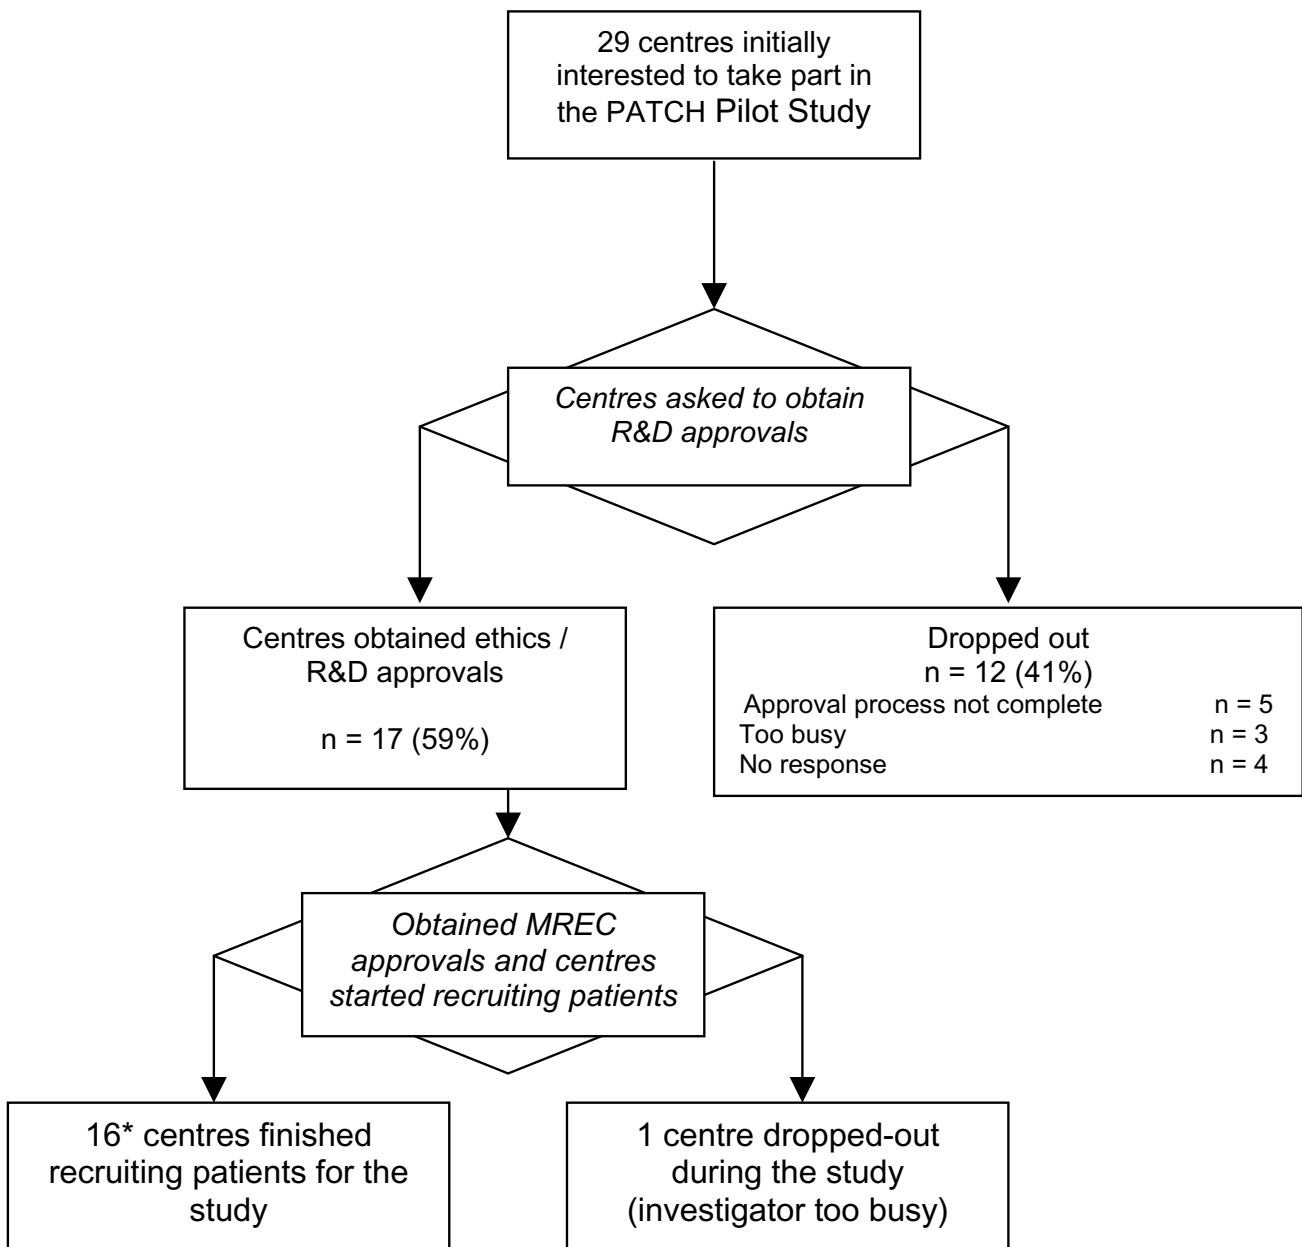 29 centres initially
interested to take part in
the PATCH Pilot Study
Centres asked to obtain
R&D approvals
Centres obtained ethics /
R&D approvals
n = 17 (59%)
Dropped out
n = 12 (41%)
Approval process not complete n = 5
Too busy n = 3
No response n = 4
Obtained MREC
approvals and centres
started recruiting patients
16* centres finished
recruiting patients for the
study
1 centre dropped-out
during the study
(investigator too busy)